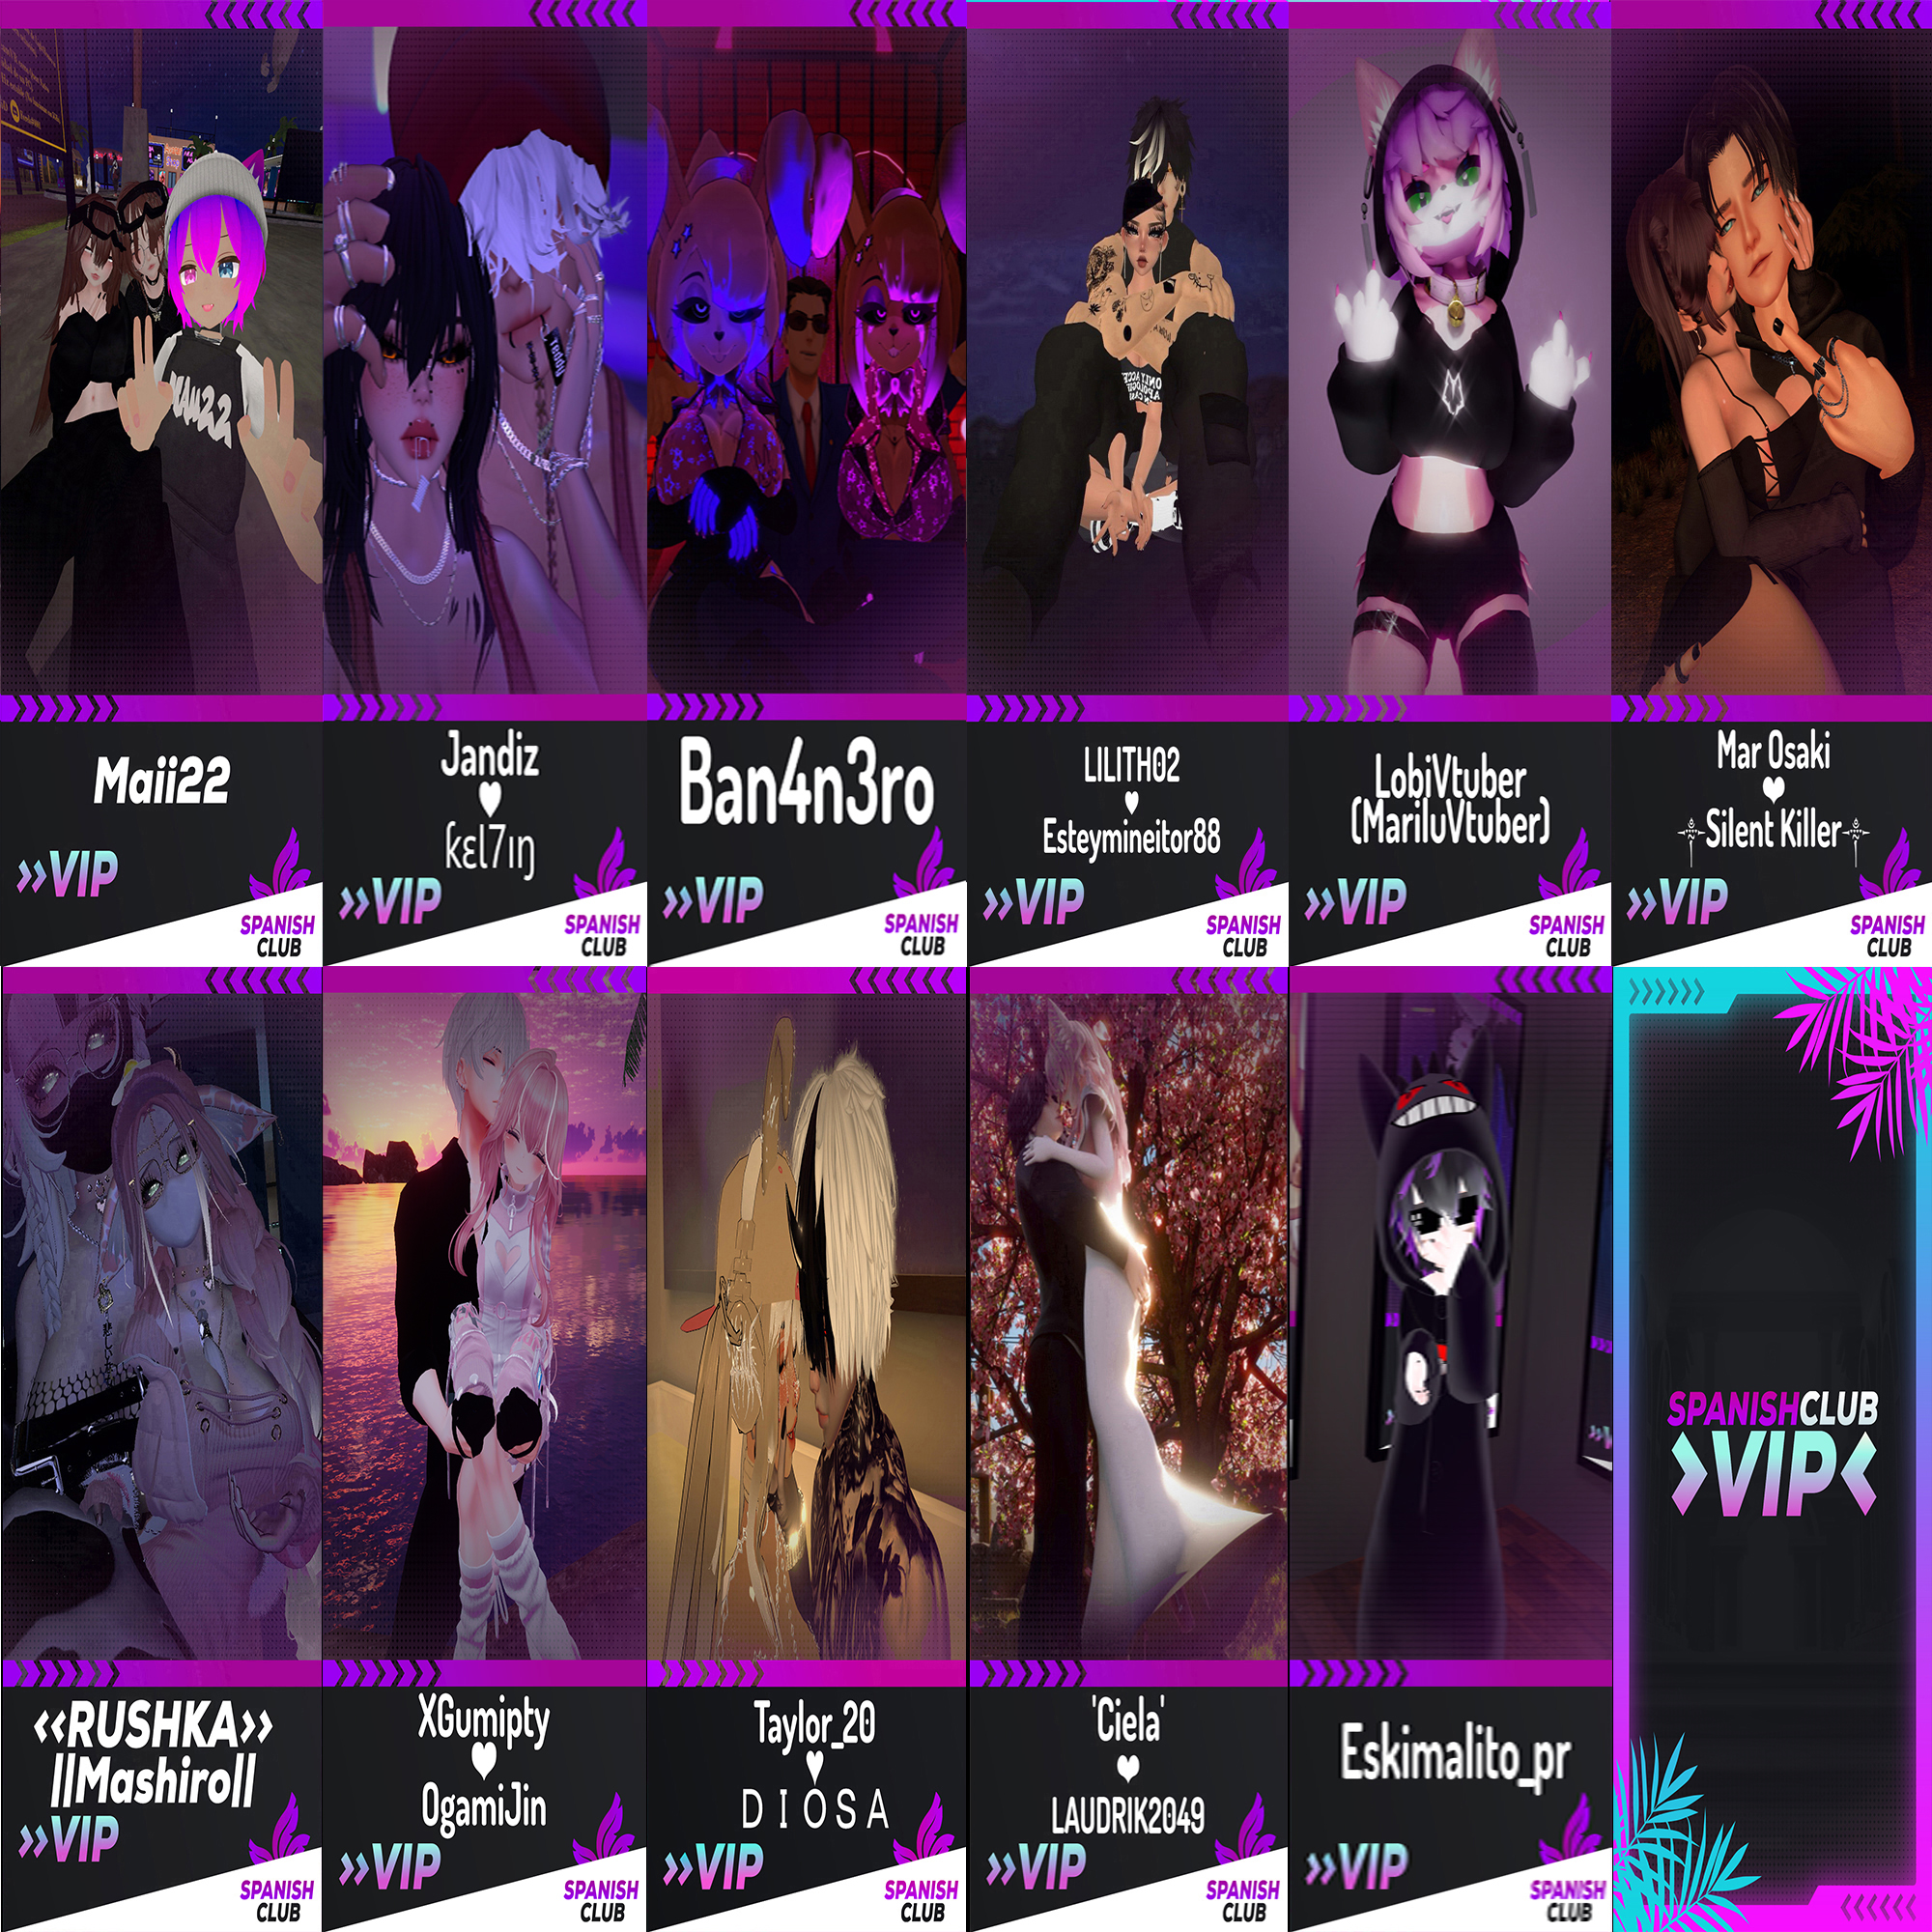 Maii22
VIP
SPANISH
CLUB
Jandiz
♥
ƙɛl7ıŋ
VIP
SPANISH
CLUB
Ban4n3ro
VIP
SPANISH
CLUB
LILITH02
♥
Esteymineitor88
VIP
SPANISH
CLUB
LobiVtuber
(MariluVtuber)
VIP
SPANISH
CLUB
Mar Osaki
♥
Silent Killer
VIP
SPANISH
CLUB
<<RUSHKA>>
||Mashiro||
VIP
SPANISH
CLUB
XGumipty
♥
OgamiJin
VIP
SPANISH
CLUB
Taylor_20
♥
D I O S A
VIP
SPANISH
CLUB
'Ciela'
♥
LAUDRIK2049
VIP
SPANISH
CLUB
Eskimalito_pr
VIP
SPANISH
CLUB
SPANISHCLUB
VIP